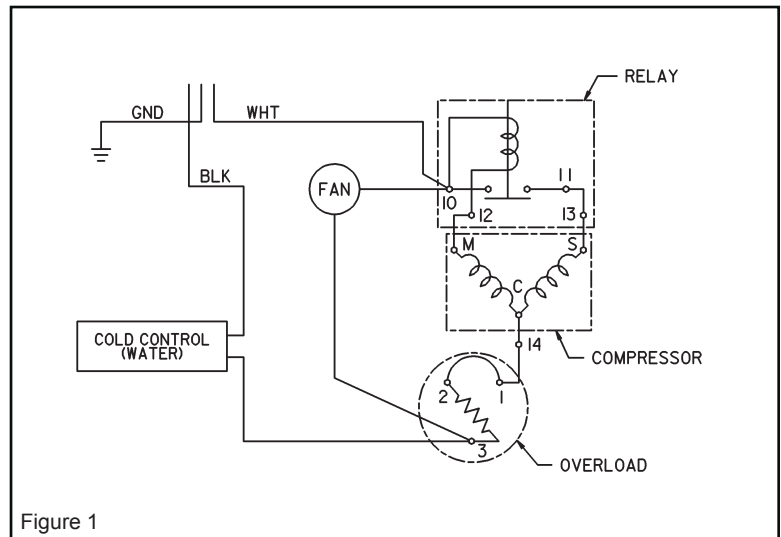 RELAY
GND
WHT
BLK
FAN
10
11
12
13
M
S
C
COLD CONTROL
(WATER)
14
COMPRESSOR
2
1
3
OVERLOAD
Figure 1